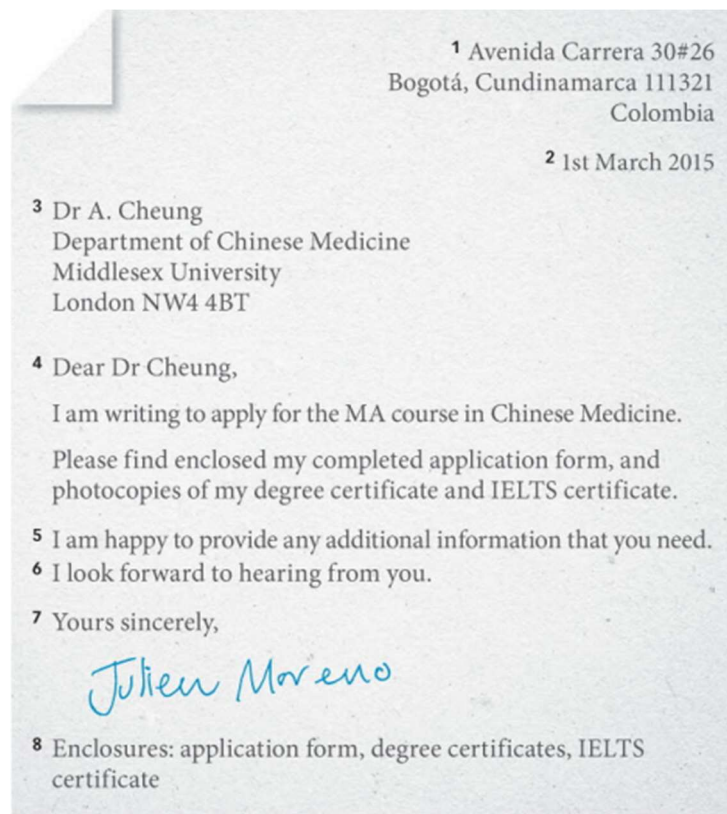 1 Avenida Carrera 30#26
Bogotá, Cundinamarca 111321
Colombia
2 1st March 2015
3 Dr A. Cheung
Department of Chinese Medicine
Middlesex University
London NW4 4BT
4 Dear Dr Cheung,
I am writing to apply for the MA course in Chinese Medicine.
Please find enclosed my completed application form, and
photocopies of my degree certificate and IELTS certificate.
5 I am happy to provide any additional information that you need.
6 I look forward to hearing from you.
7 Yours sincerely,
Julien Moreno
8 Enclosures: application form, degree certificates, IELTS
certificate